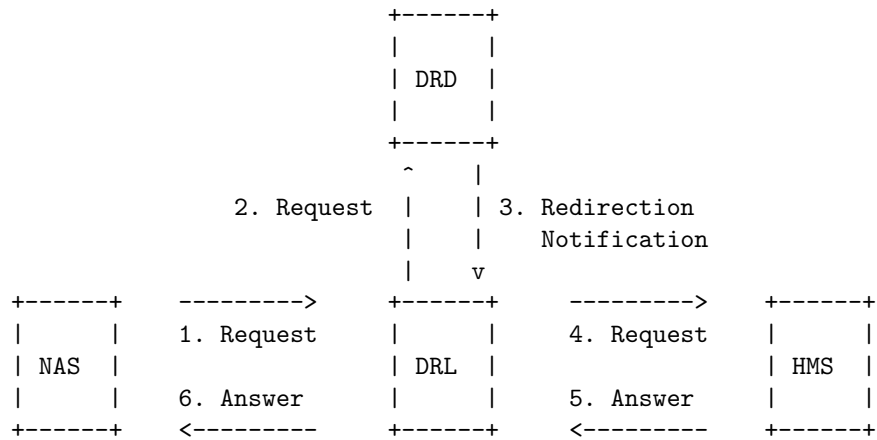 DRD
2. Request
3. Redirection
Notification
1. Request
4. Request
NAS
DRL
HMS
6. Answer
5. Answer